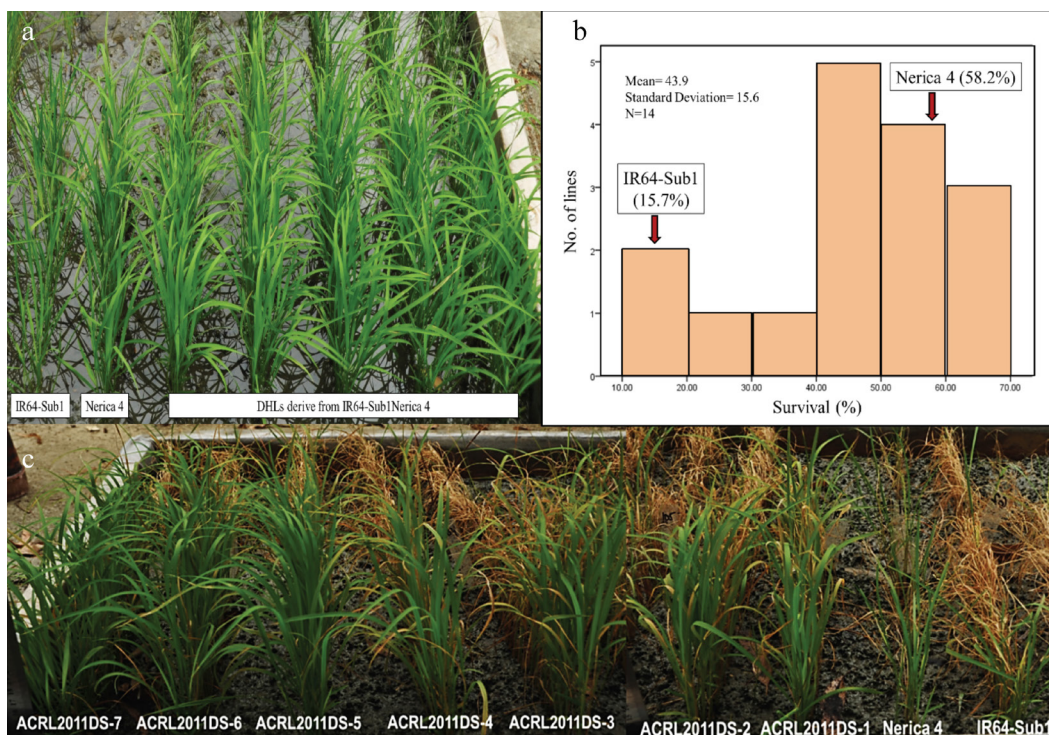 a
IR64-Sub1
Nerica 4
DHLs derive from IR64-Sub1Nerica 4
b
Mean= 43.9
Standard Deviation= 15.6
N=14
Nerica 4 (58.2%)
IR64-Sub1
(15.7%)
No. of lines
5
4
3
2
1
0
10.00 20.00 30.00 40.00 50.00 60.00 70.00
Survival (%)
c
ACRL2011DS-7 ACRL2011DS-6 ACRL2011DS-5 ACRL2011DS-4 ACRL2011DS-3 ACRL2011DS-2 ACRL2011DS-1 Nerica 4 IR64-Sub1